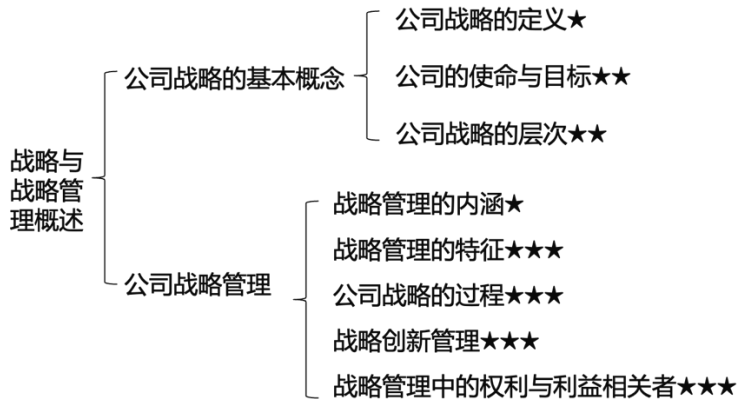 战略与
战略管
理概述
公司战略的基本概念
公司战略的定义★
公司的使命与目标★★
公司战略的层次★★
公司战略管理
战略管理的内涵★
战略管理的特征★★★
公司战略的过程★★★
战略创新管理★★★
战略管理中的权利与利益相关者★★★